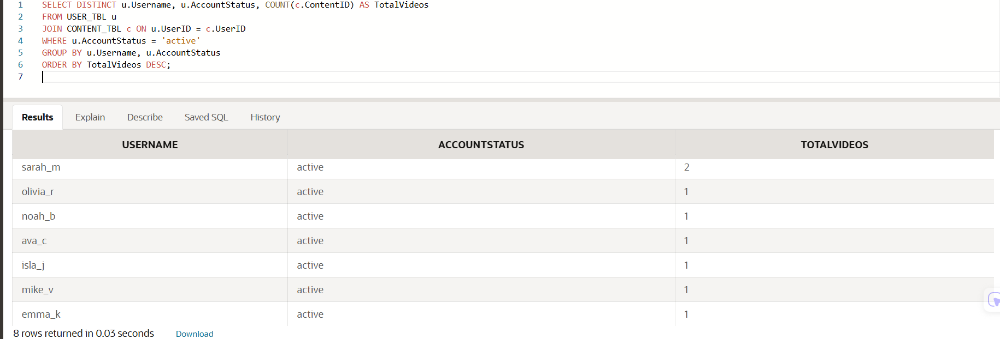 1 SELECT DISTINCT u.Username, u.AccountStatus, COUNT(c.ContentID) AS TotalVideos
2 FROM USER_TBL u
3 JOIN CONTENT_TBL c ON u.UserID = c.UserID
4 WHERE u.AccountStatus = 'active'
5 GROUP BY u.Username, u.AccountStatus
6 ORDER BY TotalVideos DESC;
7
Results Explain Describe Saved SQL History
USERNAME ACCOUNTSTATUS TOTALVIDEOS
sarah_m active 2
olivia_r active 1
noah_b active 1
ava_c active 1
isla_j active 1
mike_v active 1
emma_k active 1
8 rows returned in 0.03 seconds Download